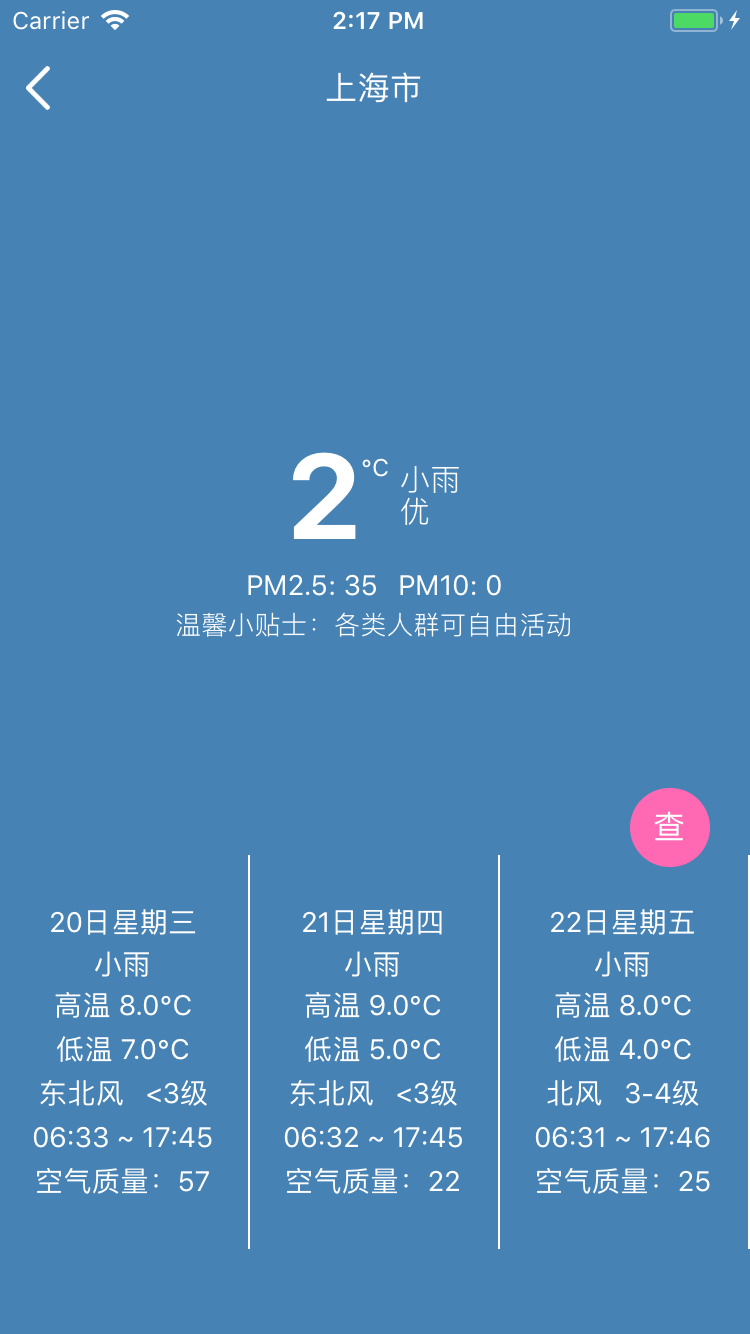 Carrier 2:17 PM
上海市
2 °C 小雨
优
PM2.5: 35 PM10: 0
温馨小贴士：各类人群可自由活动
查
20日星期三
小雨
高温 8.0°C
低温 7.0°C
东北风 <3级
06:33 ~ 17:45
空气质量：57
21日星期四
小雨
高温 9.0°C
低温 5.0°C
东北风 <3级
06:32 ~ 17:45
空气质量：22
22日星期五
小雨
高温 8.0°C
低温 4.0°C
北风 3-4级
06:31 ~ 17:46
空气质量：25